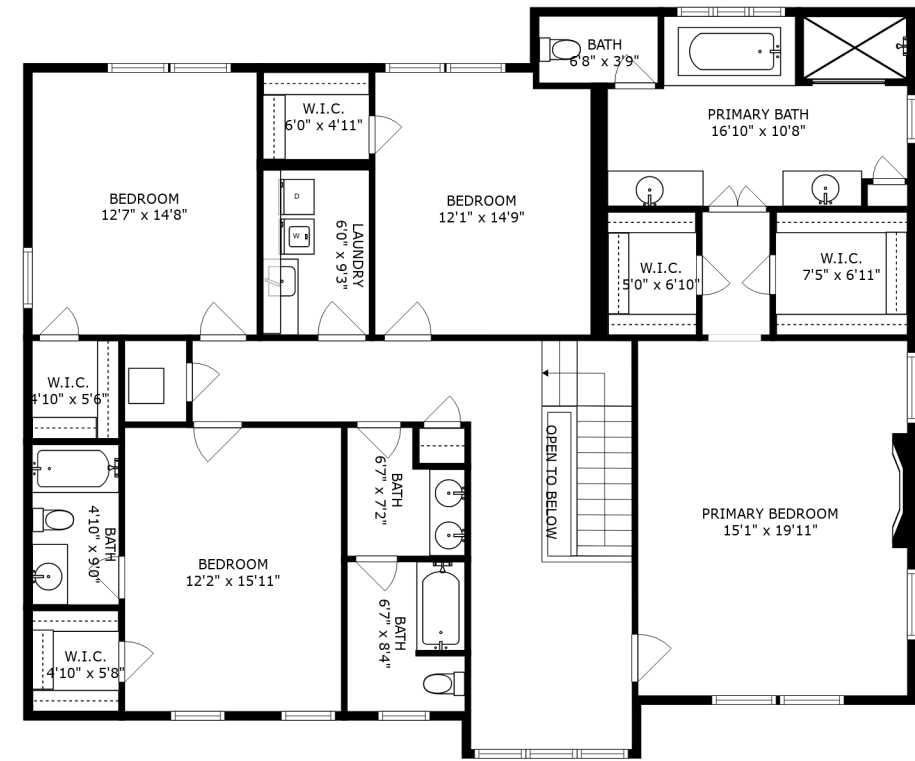 BATH
6'8" x 3'9"
W.I.C.
6'0" x 4'11"
PRIMARY BATH
16'10" x 10'8"
BEDROOM
12'7" x 14'8"
D
W
LAUNDRY
6'0" x 9'3"
BEDROOM
12'1" x 14'9"
W.I.C.
5'0" x 6'10"
W.I.C.
7'5" x 6'11"
W.I.C.
4'10" x 5'6"
OPEN TO BELOW
BATH
6'7" x 7'2"
BATH
4'10" x 9'0"
PRIMARY BEDROOM
15'1" x 19'11"
BEDROOM
12'2" x 15'11"
BATH
6'7" x 8'4"
W.I.C.
4'10" x 5'8"